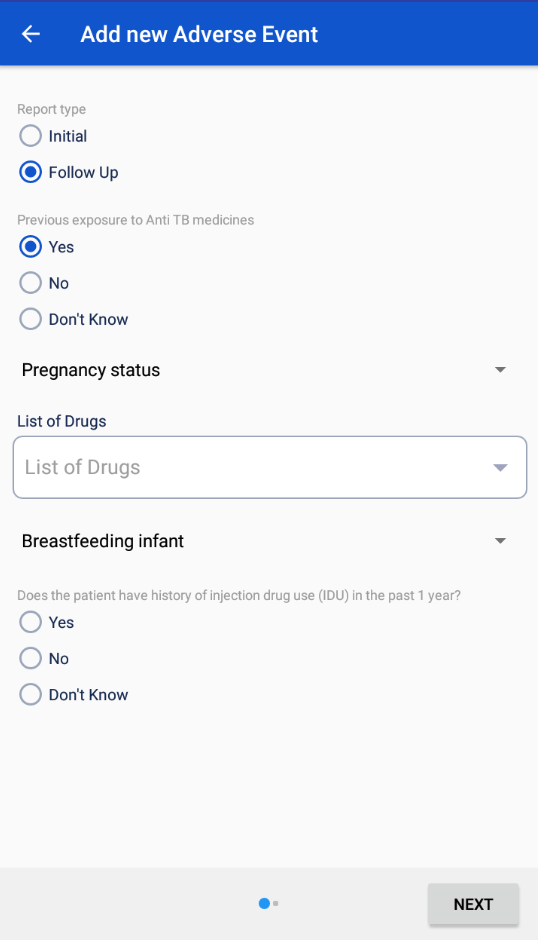 Add new Adverse Event
Report type
Initial
Follow Up
Previous exposure to Anti TB medicines
Yes
No
Don't Know
Pregnancy status
List of Drugs
List of Drugs
Breastfeeding infant
Does the patient have history of injection drug use (IDU) in the past 1 year?
Yes
No
Don't Know
NEXT